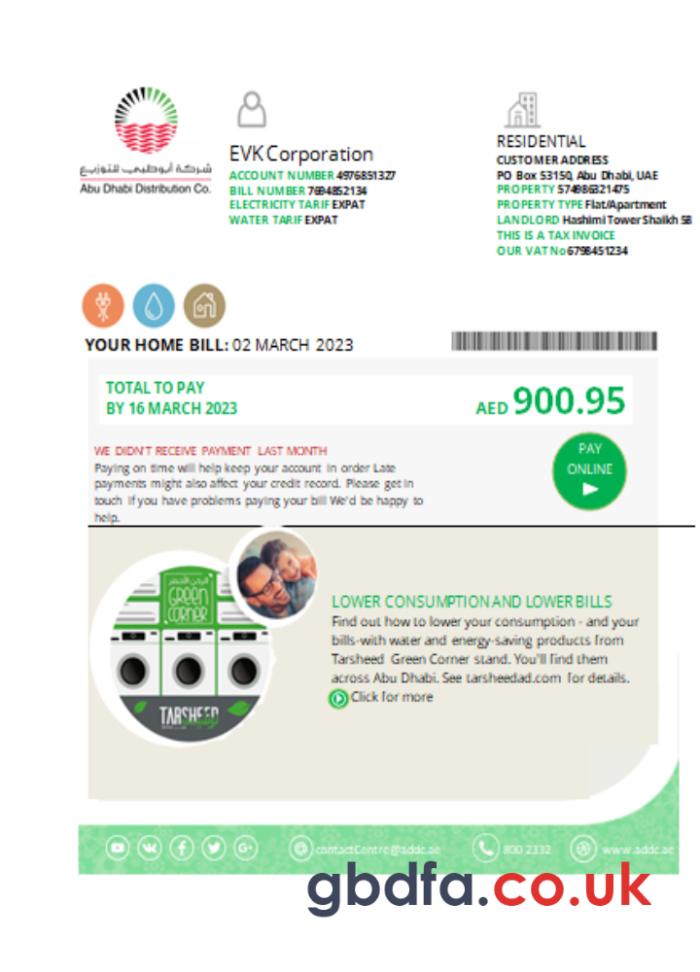 شركة أبوظبي للتوزيع
Abu Dhabi Distribution Co.
EVK Corporation
ACCOUNT NUMBER 4976851327
BILL NUMBER 7694852134
ELECTRICITY TARIF EXPAT
WATER TARIF EXPAT
RESIDENTIAL
CUSTOMER ADDRESS
PO Box 53150, Abu Dhabi, UAE
PROPERTY 574986321475
PROPERTY TYPE Flat/Apartment
LANDLORD Hashimi Tower Shaikh SB
THIS IS A TAX INVOICE
OUR VAT No 6798451234
YOUR HOME BILL: 02 MARCH 2023
TOTAL TO PAY
BY 16 MARCH 2023
AED 900.95
WE DIDN'T RECEIVE PAYMENT LAST MONTH
Paying on time will help keep your account in order Late
payments might also affect your credit record. Please get in
touch if you have problems paying your bill We'd be happy to
help.
PAY
ONLINE
GREEN
CORNER
TARSHEED
LOWER CONSUMPTION AND LOWER BILLS
Find out how to lower your consumption - and your
bills-with water and energy-saving products from
Tarsheed Green Corner stand. You'll find them
across Abu Dhabi. See tarsheedad.com for details.
Click for more
contactCentre@addc.ae
800 2332
www.addc.ae
gbdfa.co.uk